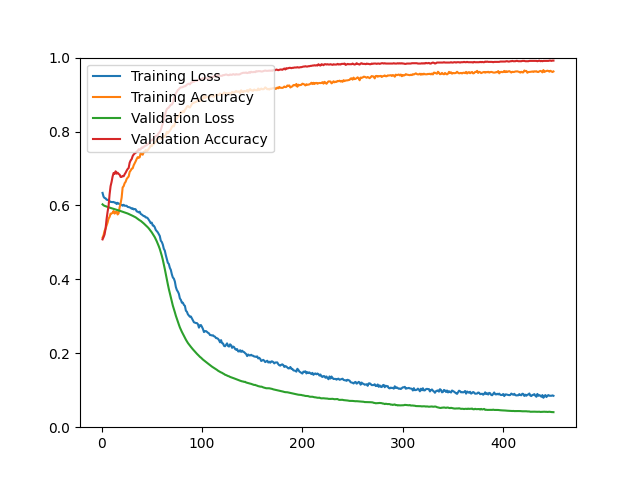 1.0
0.8
0.6
0.4
0.2
0.0
Training Loss
Training Accuracy
Validation Loss
Validation Accuracy
0 100 200 300 400